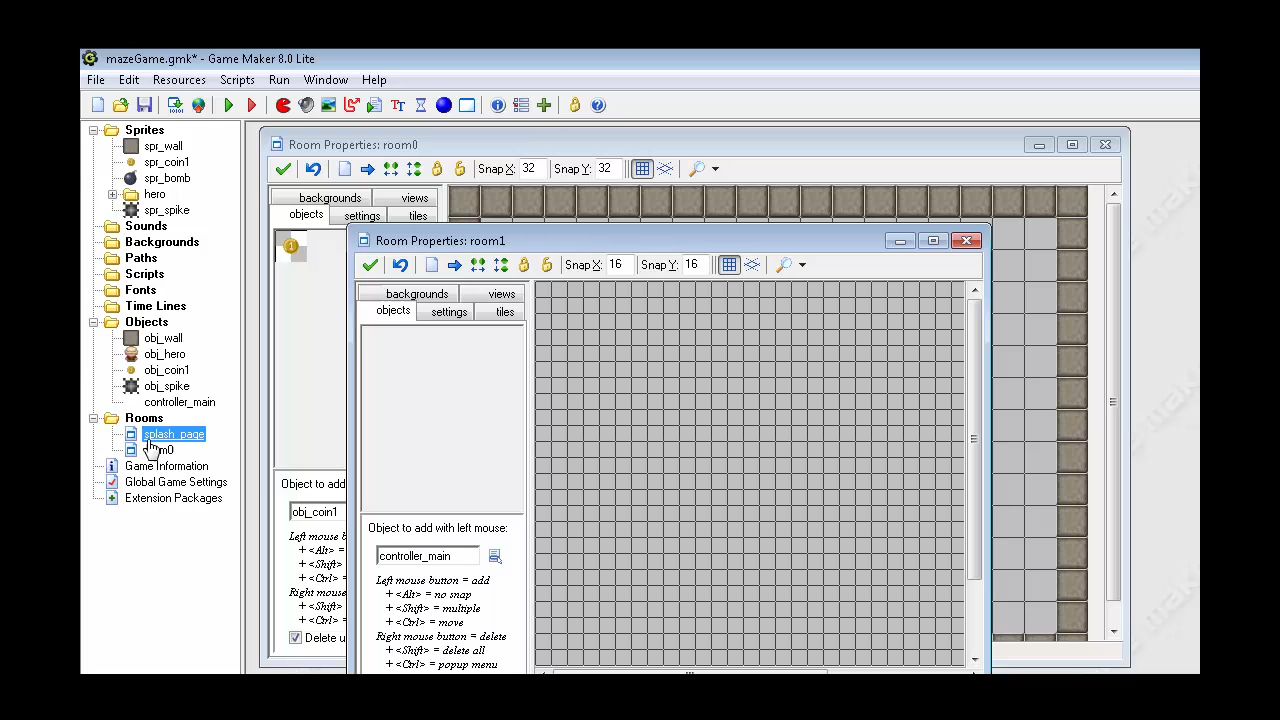 mazeGame.gmk* - Game Maker 8.0 Lite
File Edit Resources Scripts Run Window Help
Sprites
spr_wall
spr_coin1
spr_bomb
hero
spr_spike
Sounds
Backgrounds
Paths
Scripts
Fonts
Time Lines
Objects
obj_wall
obj_hero
obj_coin1
obj_spike
controller_main
Rooms
splash_page
Game Information
Global Game Settings
Extension Packages
Room Properties: room0
Snap X: 32 Snap Y: 32
backgrounds views
objects settings tiles
Object to add
obj_coin1
Left mouse b
+ <Alt> =
+ <Shift> =
+ <Ctrl> =
Right mouse
+ <Shift> =
+ <Ctrl> =
Delete u
Room Properties: room1
Snap X: 16 Snap Y: 16
backgrounds views
objects settings tiles
Object to add with left mouse:
controller_main
Left mouse button = add
+ <Alt> = no snap
+ <Shift> = multiple
+ <Ctrl> = move
Right mouse button = delete
+ <Shift> = delete all
+ <Ctrl> = popup menu